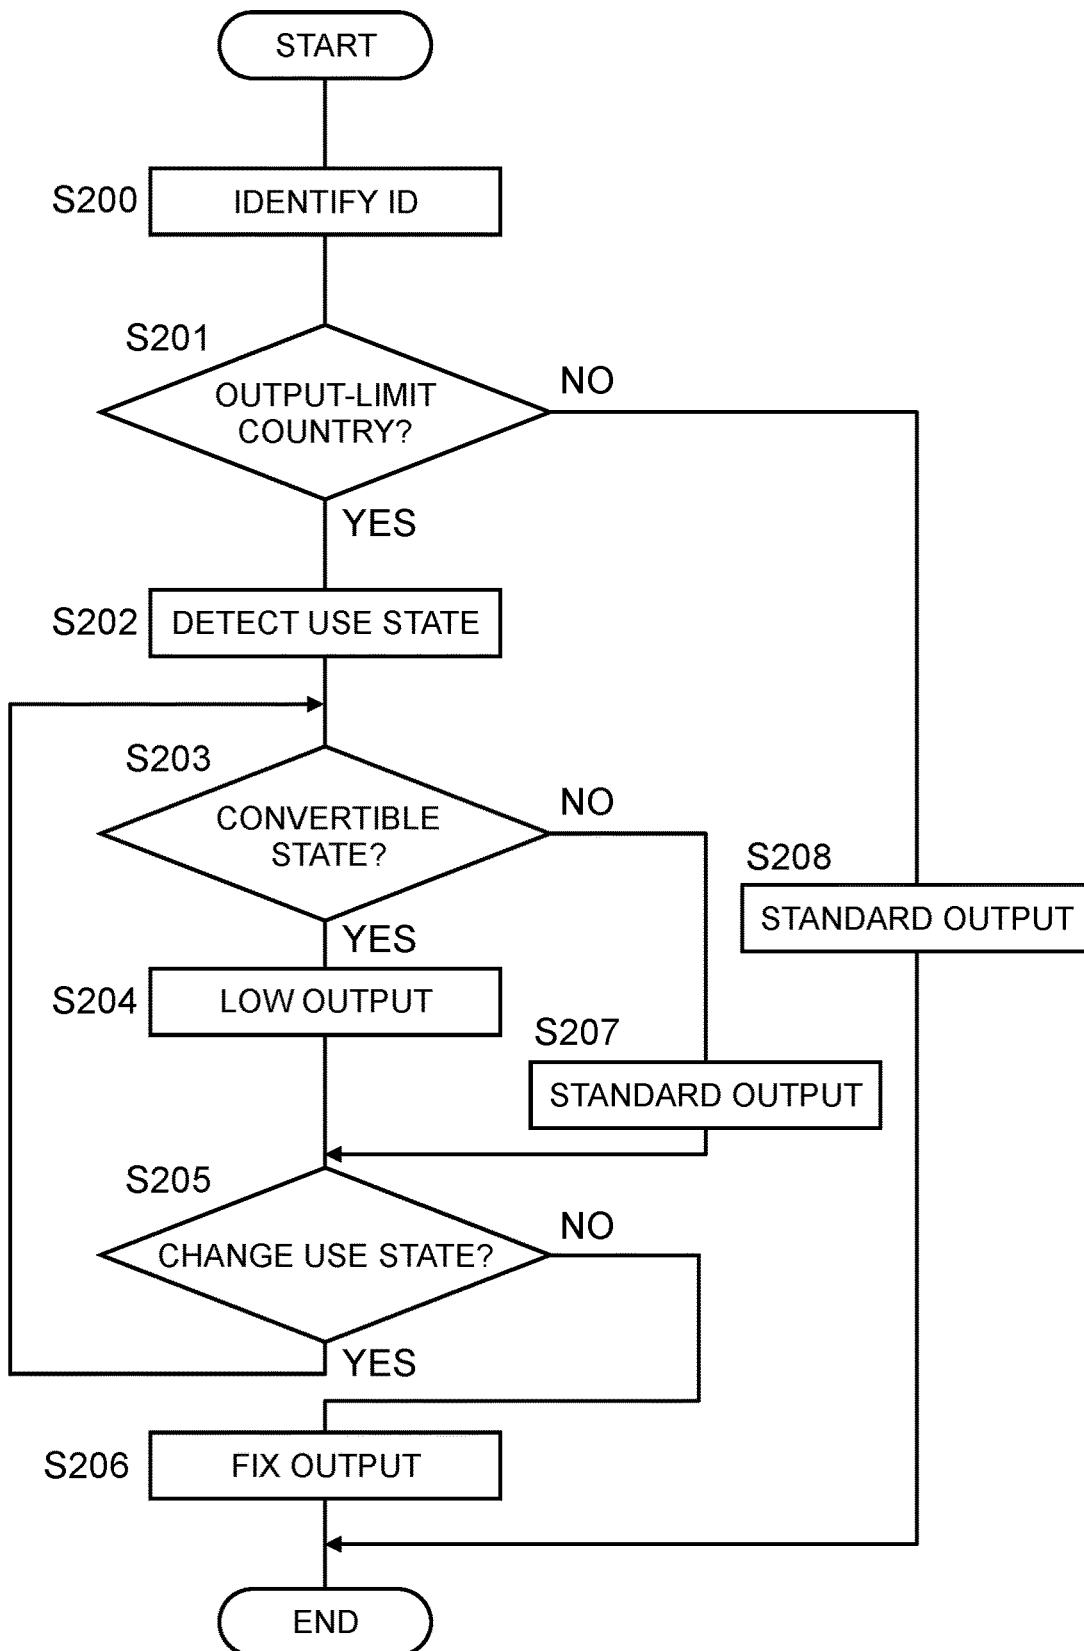 START
S200
IDENTIFY ID
S201
OUTPUT-LIMIT
COUNTRY?
NO
YES
S202
DETECT USE STATE
S203
CONVERTIBLE
STATE?
NO
YES
S208
STANDARD OUTPUT
S204
LOW OUTPUT
S207
STANDARD OUTPUT
S205
CHANGE USE STATE?
NO
YES
S206
FIX OUTPUT
END